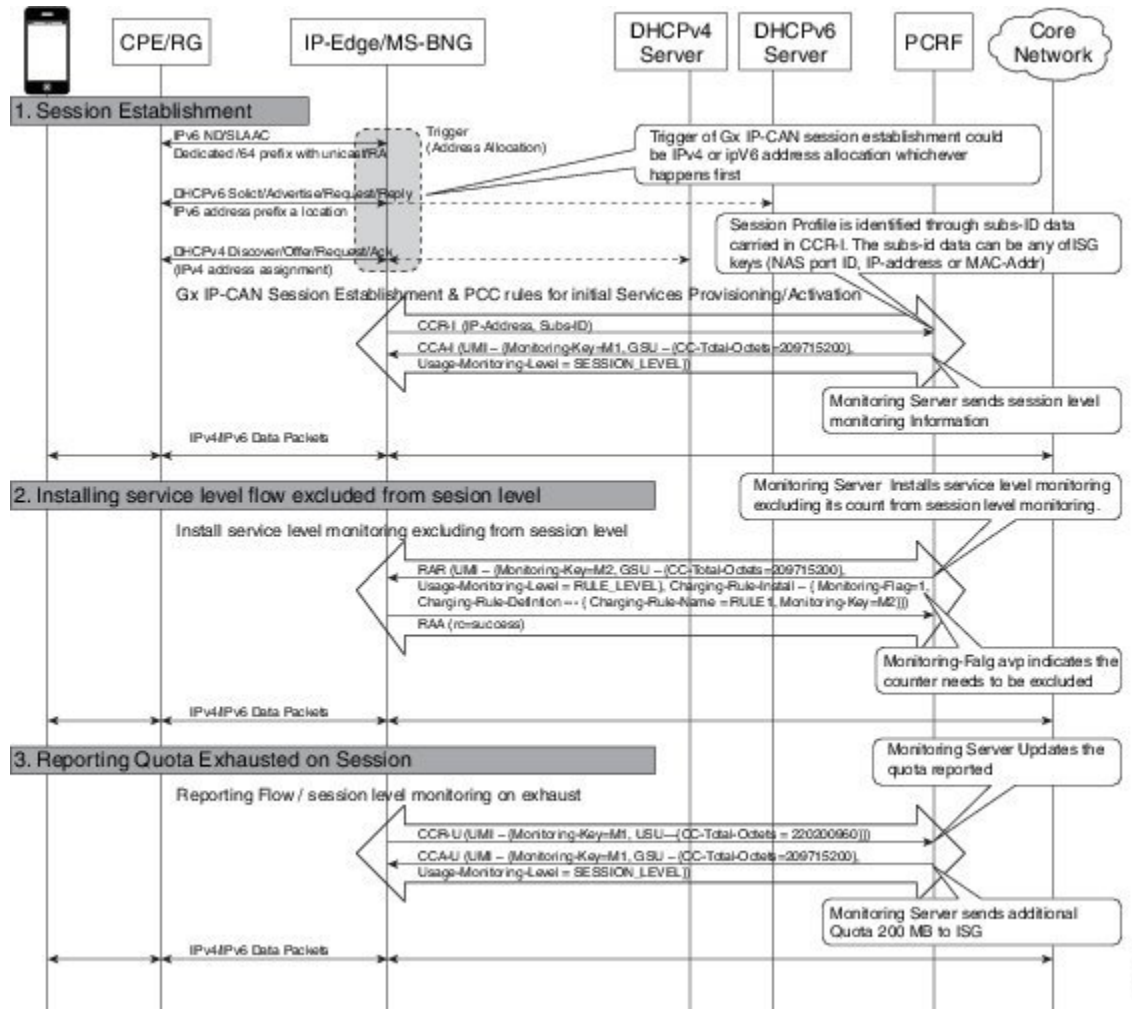 CPE/RG
IP-Edge/MS-BNG
DHCPv4
Server
DHCPv6
Server
PCRF
Core
Network
1. Session Establishment
IPv6 ND/SLAAC
Dedicated /64 prefix with unicast/RA
Trigger
(Address Allocation)
Trigger of Gx IP-CAN session establishment could
be IPv4 or ipV6 address allocation whichever
happens first
DHCPv6 Solict/Advertise/Request/Reply
IPv6 address prefix a location
Session Profile is identified through subs-ID data
carried in CCR-I. The subs-id data can be any ofISG
keys (NAS port ID, IP-address or MAC-Addr)
DHCPv4 Discover/Offer/Request/Ack
(IPv4 address assignment)
Gx IP-CAN Session Establishment & PCC rules for initial Services Provisioning/Activation
CCR-I (IP-Address, Subs-ID)
CCA-I (UMI – (Monitoring-Key=M1, GSU – (CC-Total-Octets=209715200),
Usage-Monitoring-Level = SESSION_LEVEL))
Monitoring Server sends session level
monitoring Information
IPv4/IPv6 Data Packets
2. Installing service level flow excluded from sesion level
Monitoring Server Installs service level monitoring
excluding its count from session level monitoring.
Install service level monitoring excluding from session level
RAR (UMI – (Monitoring-Key=M2, GSU – (CC-Total-Octets=209715200),
Usage-Monitoring-Level = RULE_LEVEL), Charging-Rule-Install – ( Monitoring-Flag=1,
Charging-Rule-Defintion --- ( Charging-Rule-Name = RULE1, Monitoring-Key=M2)))
RAA (rc=success)
Monitoring-Falg avp indicates the
counter needs to be excluded
IPv4/IPv6 Data Packets
3. Reporting Quota Exhausted on Session
Monitoring Server Updates the
quota reported
Reporting Flow / session level monitoring on exhaust
CCR-U (UMI – (Monitoring-Key=M1, USU—(CC-Total-Octets = 220200960)))
CCA-U (UMI – (Monitoring-Key=M1, GSU – (CC-Total-Octets=209715200),
Usage-Monitoring-Level = SESSION_LEVEL))
Monitoring Server sends additional
Quota 200 MB to ISG
IPv4/IPv6 Data Packets